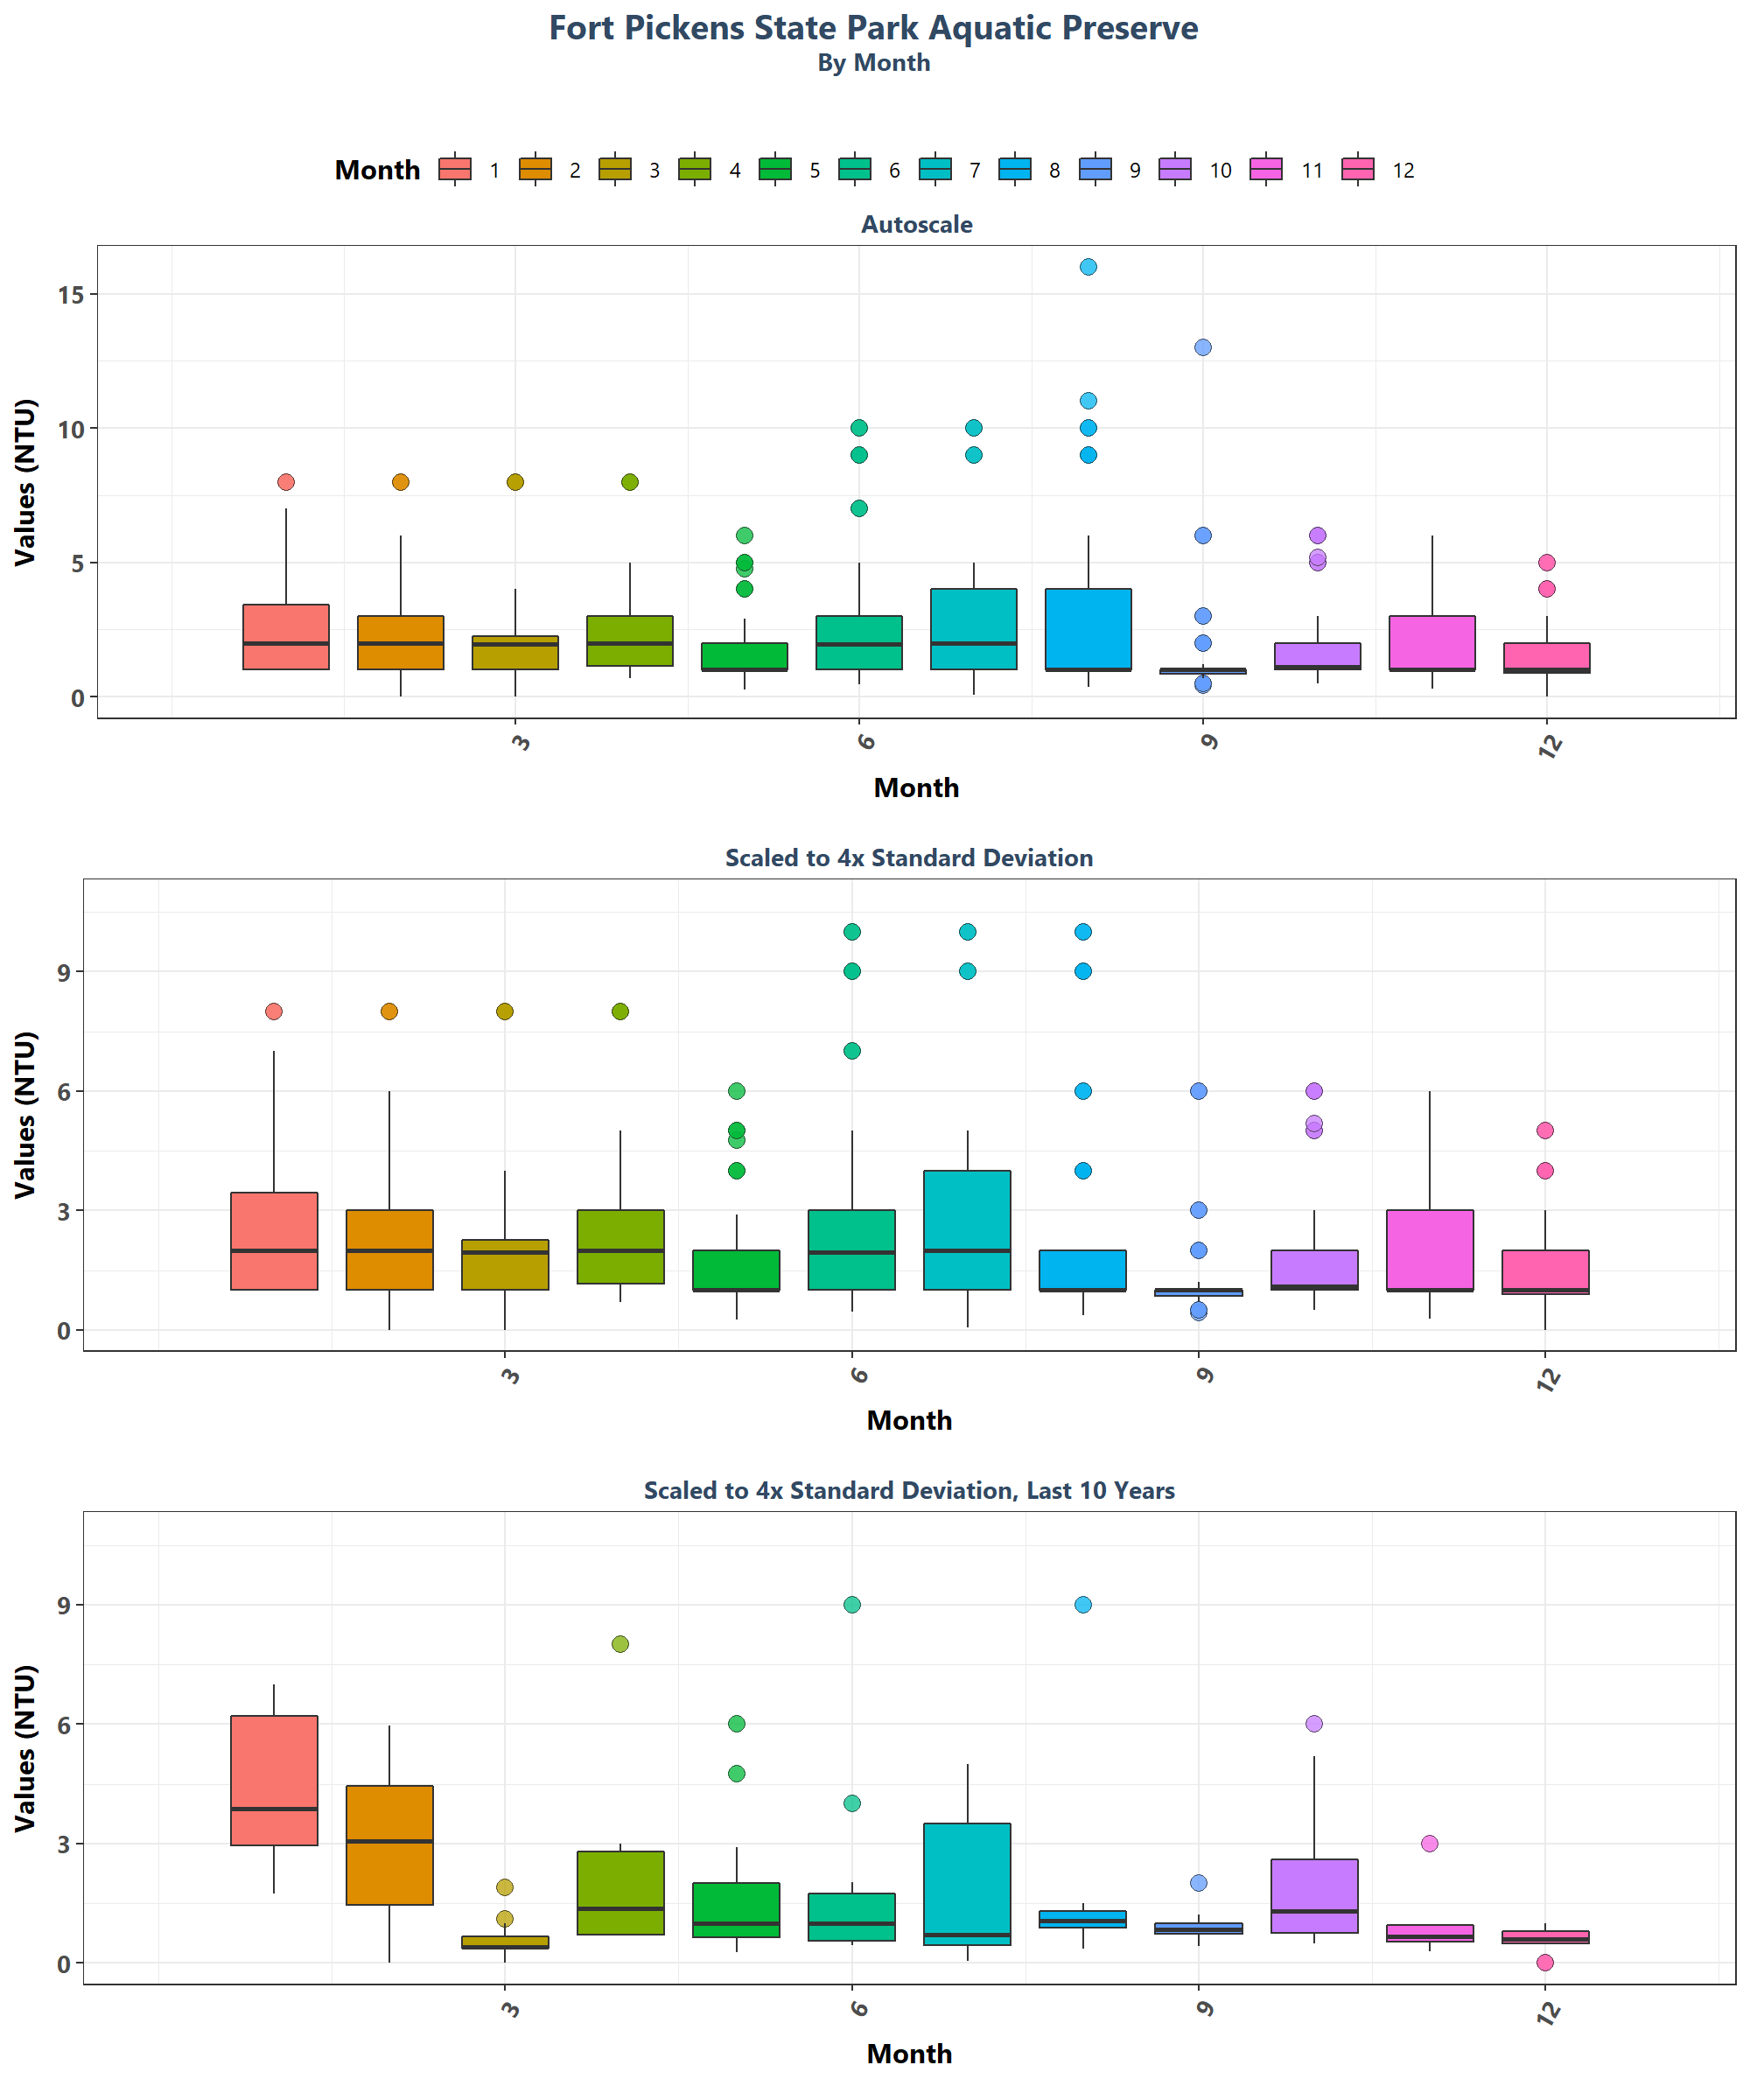 Fort Pickens State Park Aquatic Preserve
By Month
Month 1 2 3 4 5 6 7 8 9 10 11 12
Autoscale
Values (NTU)
15
10
5
0
3 6 9 12
Month
Scaled to 4x Standard Deviation
Values (NTU)
9
6
3
0
3 6 9 12
Month
Scaled to 4x Standard Deviation, Last 10 Years
Values (NTU)
9
6
3
0
3 6 9 12
Month